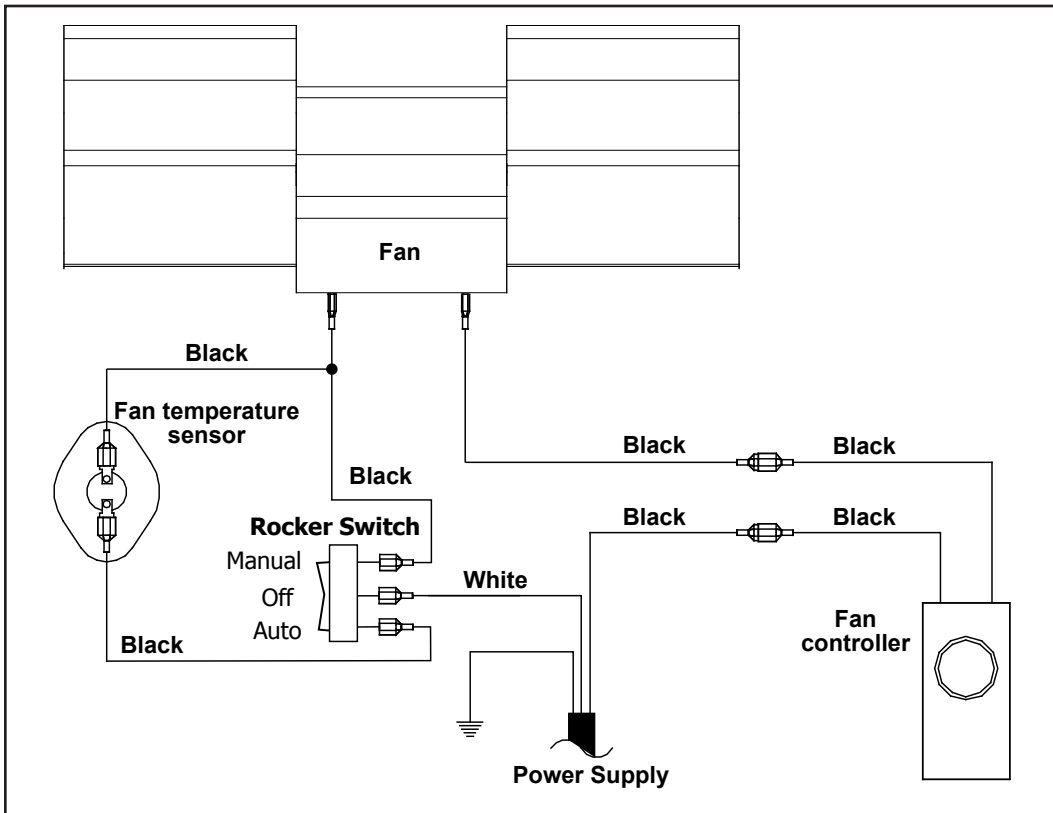 Fan
Black
Fan temperature
sensor
Black
Black
Black
Rocker Switch
Black
Black
Manual
White
Off
Auto
Fan
controller
Black
Power Supply